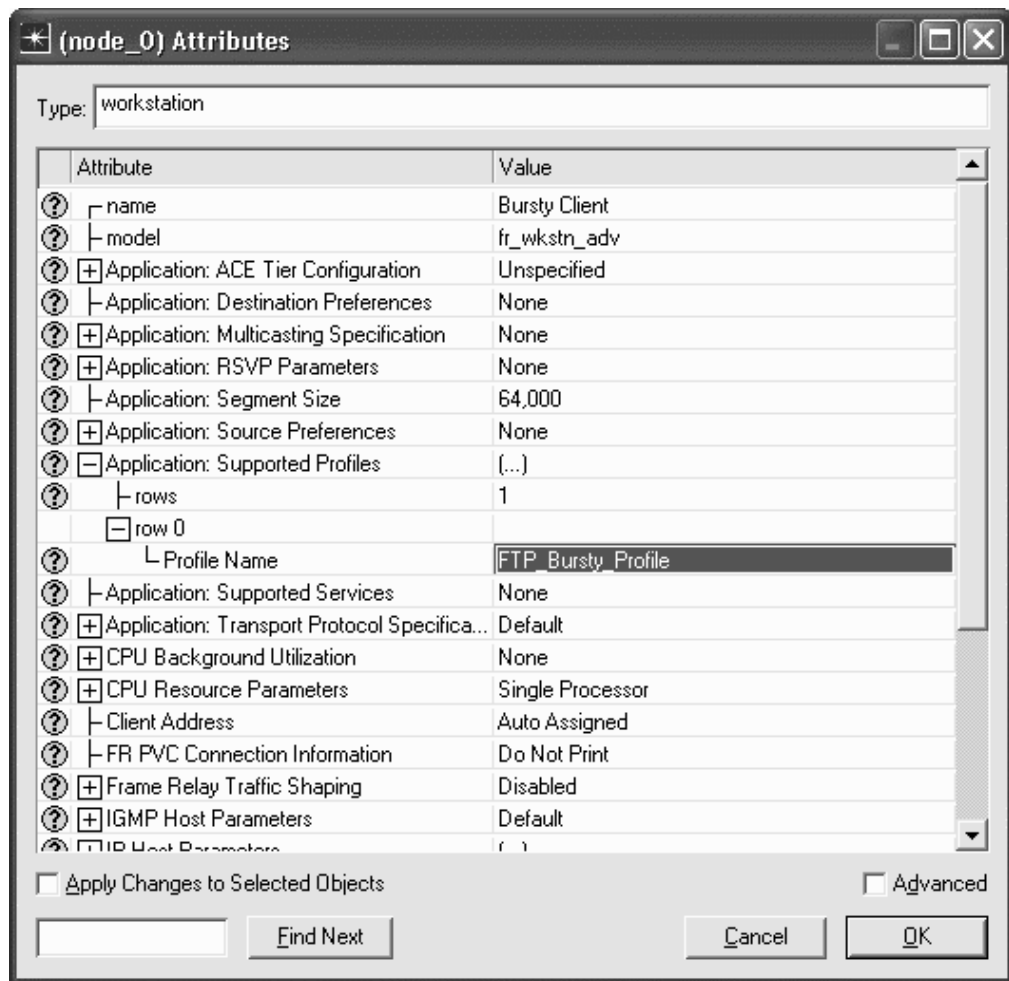 (node_0) Attributes
Type: workstation
Attribute Value
name Bursty Client
model fr_wkstn_adv
Application: ACE Tier Configuration Unspecified
Application: Destination Preferences None
Application: Multicasting Specification None
Application: RSVP Parameters None
Application: Segment Size 64,000
Application: Source Preferences None
Application: Supported Profiles (...)
rows 1
row 0
Profile Name FTP_Bursty_Profile
Application: Supported Services None
Application: Transport Protocol Specifica... Default
CPU Background Utilization None
CPU Resource Parameters Single Processor
Client Address Auto Assigned
FR PVC Connection Information Do Not Print
Frame Relay Traffic Shaping Disabled
IGMP Host Parameters Default
IP Host Parameters (...)
Apply Changes to Selected Objects Advanced
Find Next Cancel OK